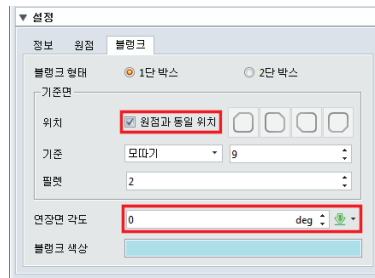 ▼ 설정
정보 원점 블랭크
블랭크 형태 1단 박스 2단 박스
기준면
위치 원점과 동일 위치
기준 모따기 9
필렛 2
연장면 각도 0 deg
블랭크 색상